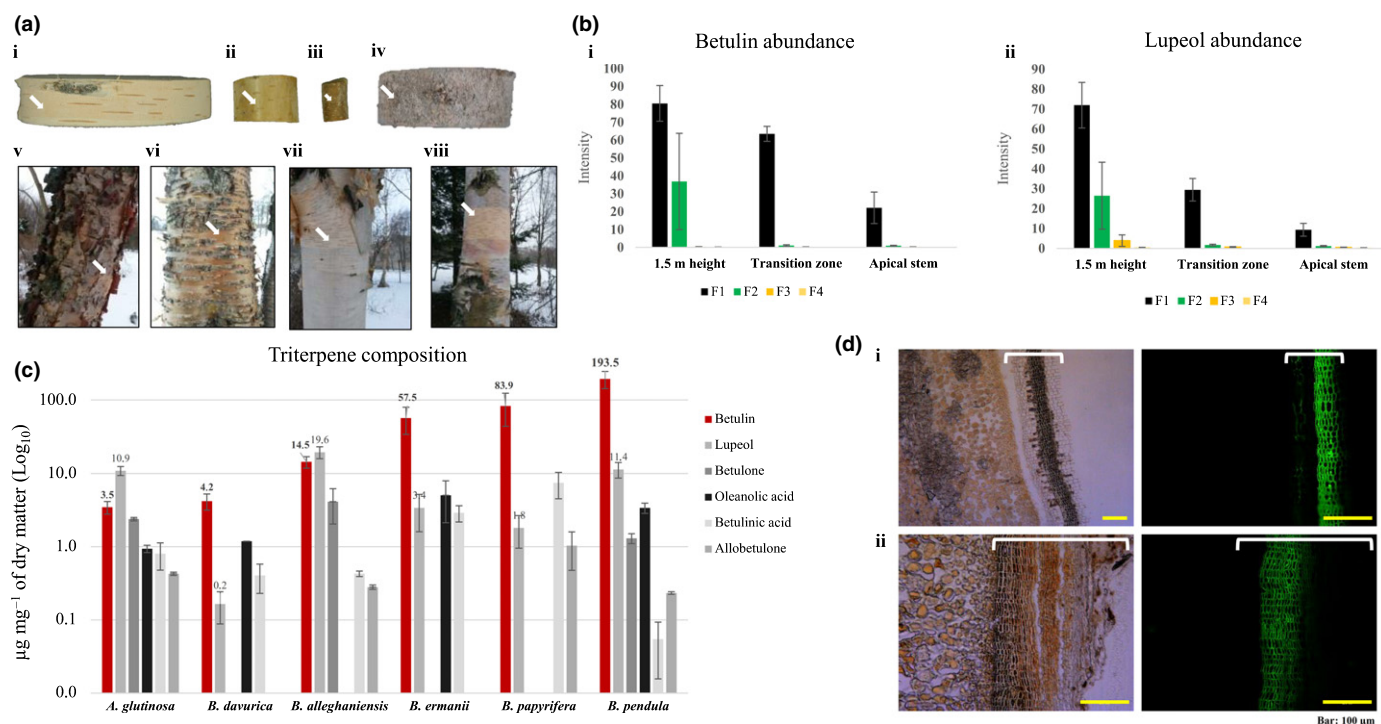 (a)
i
ii
iii
iv
v
vi
vii
viii
(b)
i
Betulin abundance
Intensity
100
90
80
70
60
50
40
30
20
10
0
1.5 m height Transition zone Apical stem
F1 F2 F3 F4
ii
Lupeol abundance
Intensity
90
80
70
60
50
40
30
20
10
0
1.5 m height Transition zone Apical stem
F1 F2 F3 F4
(c)
Triterpene composition
µg mg⁻¹ of dry matter (Log₁₀)
100.0
10.0
1.0
0.1
0.0
3.5
10,9
4.2
0,2
14.5
19,6
57.5
3,4
83.9
1,8
193.5
11,4
A. glutinosa B. davurica B. alleghaniensis B. ermanii B. papyrifera B. pendula
Betulin
Lupeol
Betulone
Oleanolic acid
Betulinic acid
Allobetulone
(d)
i
ii
Bar: 100 µm